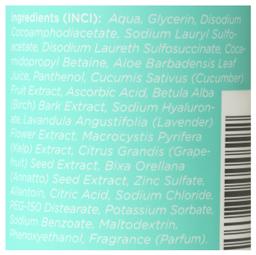 Ingredients (INCI): Aqua, Glycerin, Disodium
Cocoamphodiacetate, Sodium Lauryl Sulfo-
acetate, Disodium Laureth Sulfosuccinate, Coca-
midopropyl Betaine, Aloe Barbadensis Leaf
Juice, Panthenol, Cucumis Sativus (Cucumber)
Fruit Extract, Ascorbic Acid, Betula Alba
(Birch) Bark Extract, Sodium Hyaluron-
ate, Lavandula Angustifolia (Lavender)
Flower Extract, Macrocystis Pyrifera
(Kelp) Extract, Citrus Grandis (Grape-
fruit) Seed Extract, Bixa Orellana
(Annatto) Seed Extract, Zinc Sulfate,
Allantoin, Citric Acid, Sodium Chloride,
PEG-150 Distearate, Potassium Sorbate,
Sodium Benzoate, Maltodextrin,
Phenoxyethanol, Fragrance (Parfum).